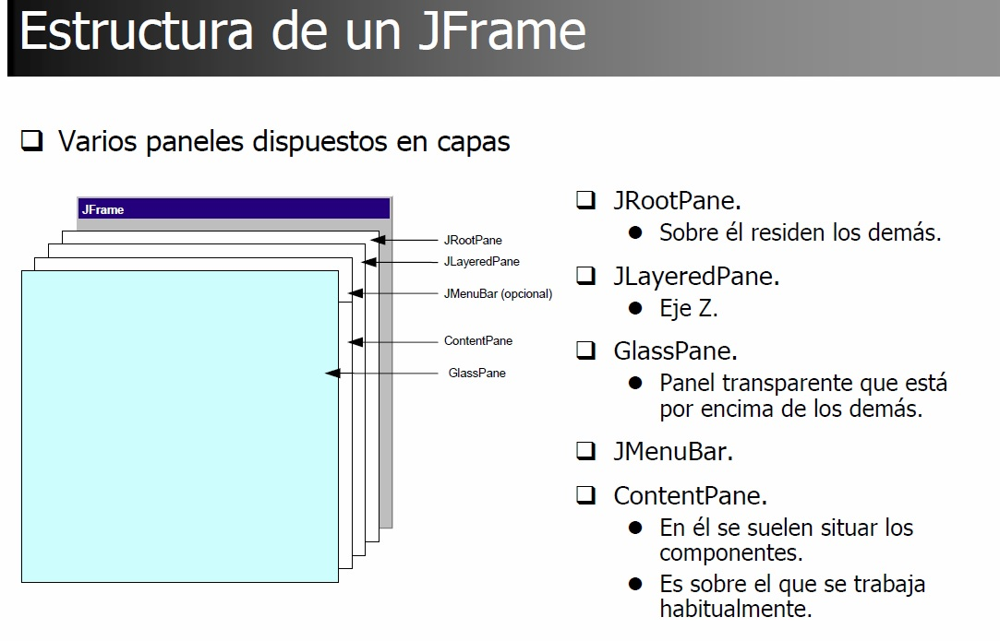 Estructura de un JFrame
❑ Varios paneles dispuestos en capas
JFrame
JRootPane
JLayeredPane
JMenuBar (opcional)
ContentPane
GlassPane
❑ JRootPane.
● Sobre él residen los demás.
❑ JLayeredPane.
● Eje Z.
❑ GlassPane.
● Panel transparente que está
por encima de los demás.
❑ JMenuBar.
❑ ContentPane.
● En él se suelen situar los
componentes.
● Es sobre el que se trabaja
habitualmente.